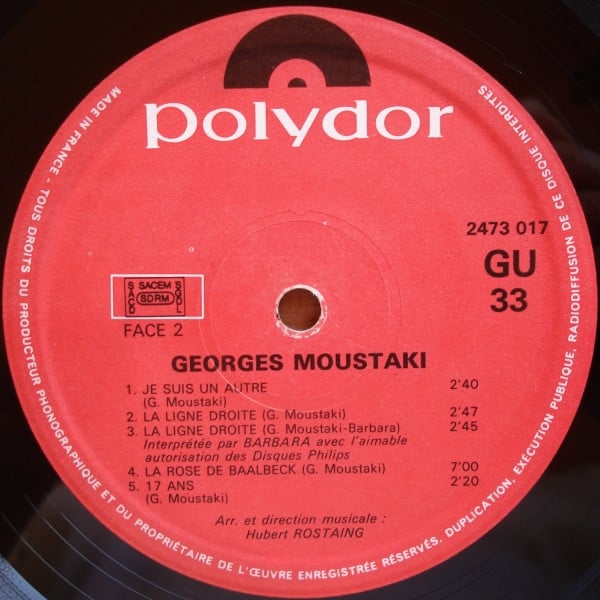 polydor
MADE IN FRANCE - TOUS DROITS DU PRODUCTEUR PHONOGRAPHIQUE ET DU PROPRIÉTAIRE DE L'ŒUVRE ENREGISTRÉE RÉSERVÉS. DUPLICATION, EXÉCUTION PUBLIQUE, RADIODIFFUSION DE CE DISQUE INTERDITES
2473 017
GU
33
SACEM
SDRM
SACD
SGDL
FACE 2
GEORGES MOUSTAKI
1. JE SUIS UN AUTRE 2'40
(G. Moustaki)
2. LA LIGNE DROITE (G. Moustaki) 2'47
3. LA LIGNE DROITE (G. Moustaki-Barbara) 2'45
Interprétée par BARBARA avec l'aimable
autorisation des Disques Philips
4. LA ROSE DE BAALBECK (G. Moustaki) 7'00
5. 17 ANS 2'20
(G. Moustaki)
Arr. et direction musicale :
Hubert ROSTAING